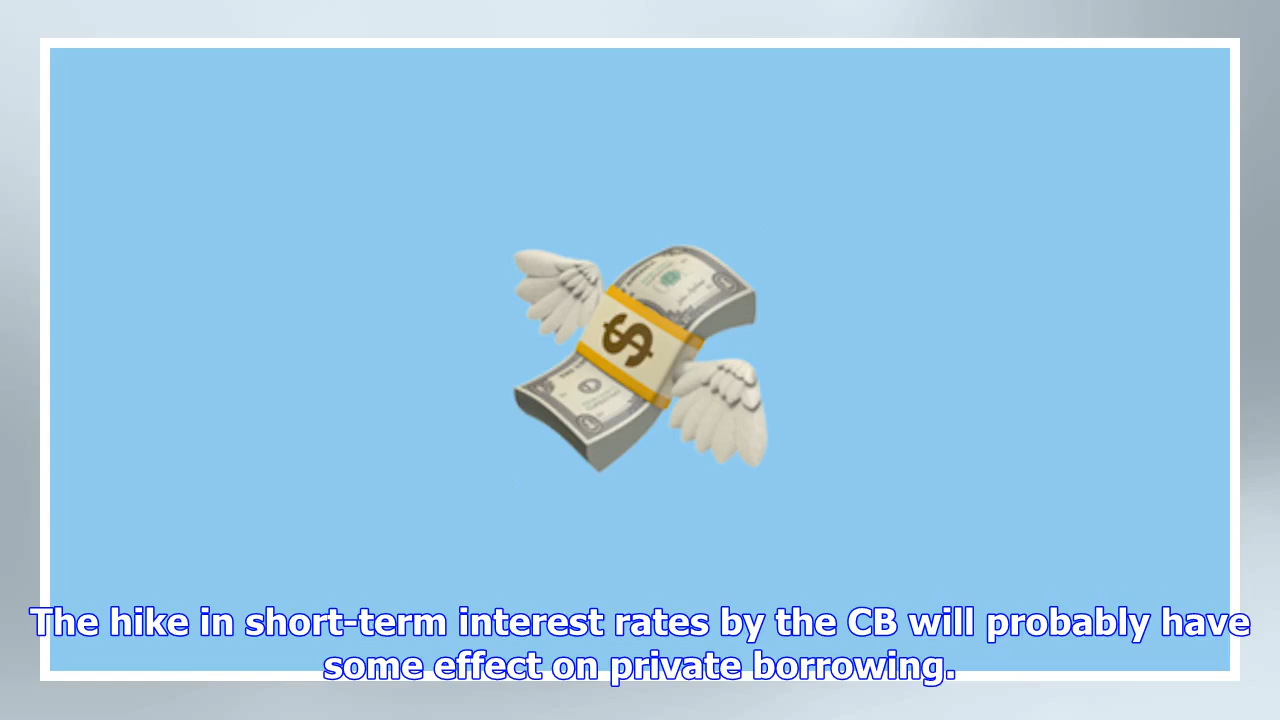 $
The hike in short-term interest rates by the CB will probably have
some effect on private borrowing.